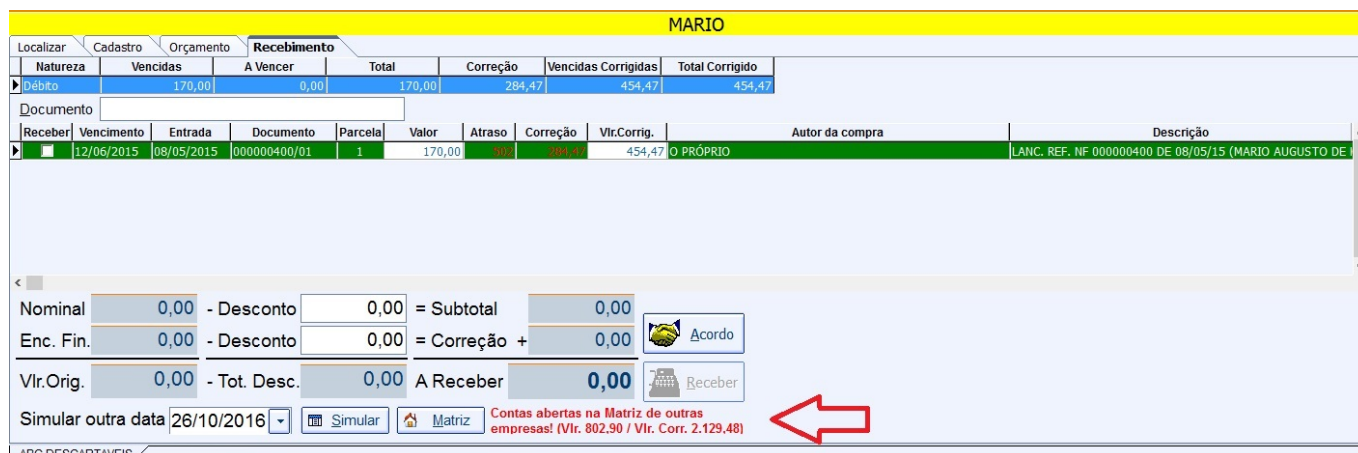 MARIO
Localizar Cadastro Orçamento Recebimento
Natureza Vencidas A Vencer Total Correção Vencidas Corrigidas Total Corrigido
Débito 170,00 0,00 170,00 284,47 454,47 454,47
Documento
Receber Vencimento Entrada Documento Parcela Valor Atraso Correção Vlr.Corrig. Autor da compra Descrição
12/06/2015 08/05/2015 000000400/01 1 170,00 502 284,47 454,47 O PRÓPRIO LANC. REF. NF 000000400 DE 08/05/15 (MARIO AUGUSTO DE
Nominal 0,00 - Desconto 0,00 = Subtotal 0,00
Enc. Fin. 0,00 - Desconto 0,00 = Correção + 0,00 Acordo
Vlr.Orig. 0,00 - Tot. Desc. 0,00 A Receber 0,00 Receber
Simular outra data 26/10/2016 Simular Matriz Contas abertas na Matriz de outras
empresas! (Vlr. 802,90 / Vlr. Corr. 2.129,48)
ABC DESCARTAVEIS